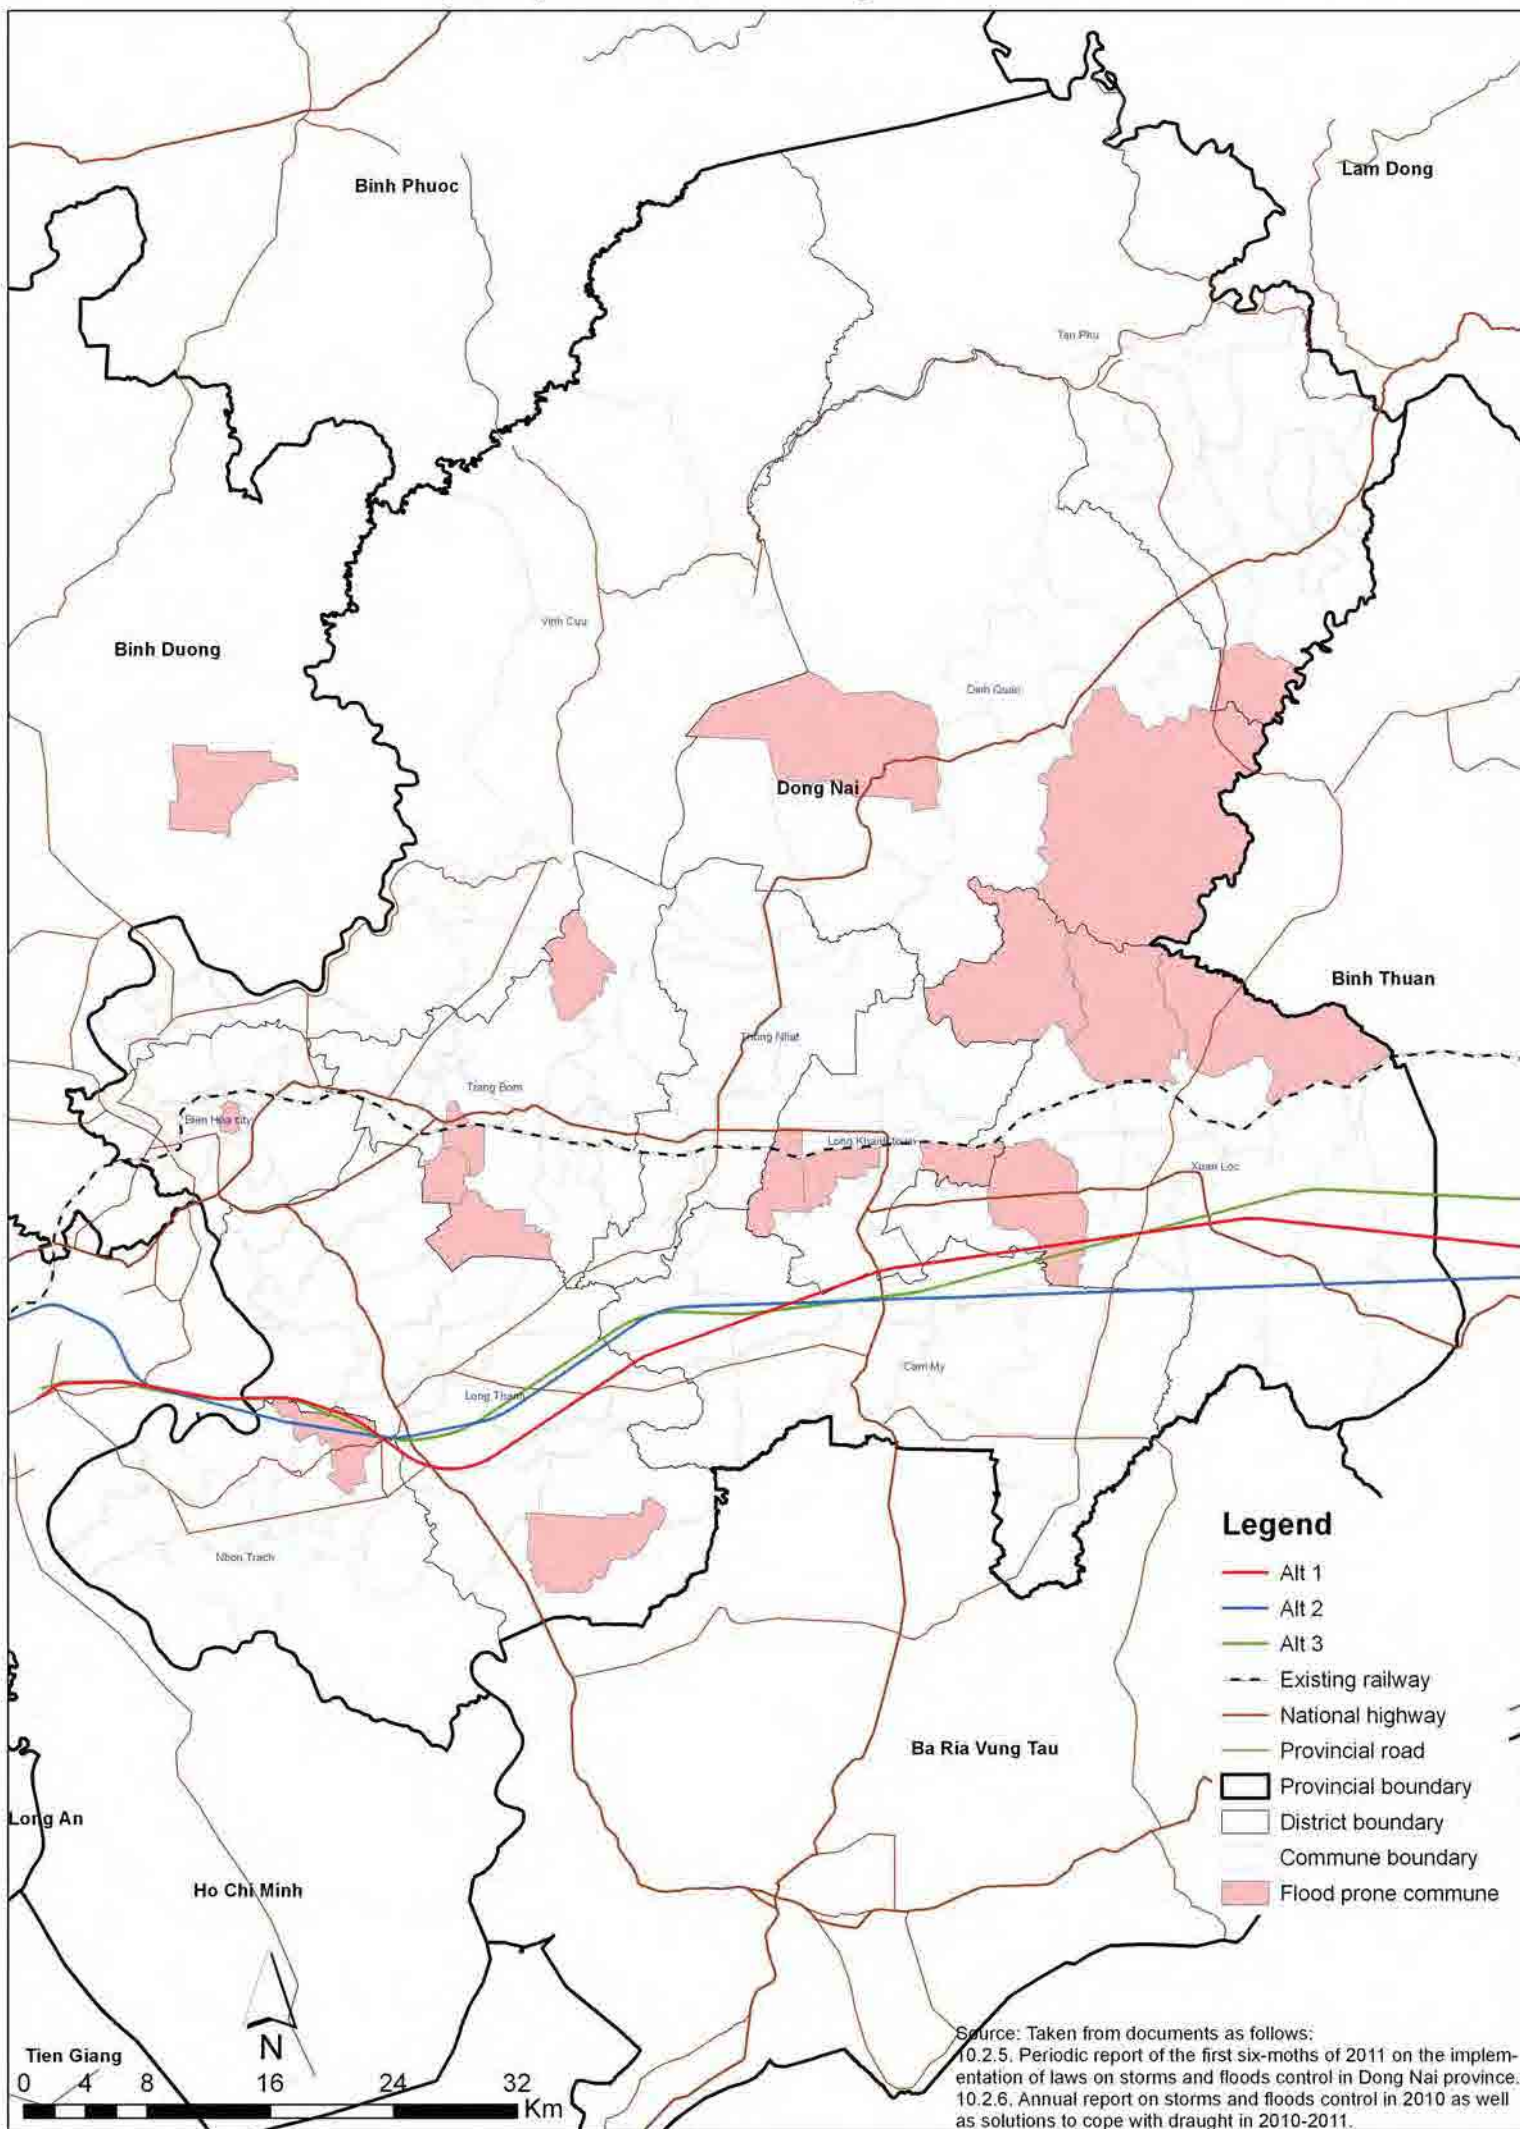 Binh Phuoc
Lam Dong
Tan Phu
Binh Duong
Vinh Cuu
Dinh Quan
Dong Nai
Binh Thuan
Thong Nhat
Trang Bom
Bien Hoa city
Long Khanh town
Xuan Loc
Cam My
Long Thanh
Nhon Trach
Ba Ria Vung Tau
Long An
Ho Chi Minh
Tien Giang
Legend
Alt 1
Alt 2
Alt 3
Existing railway
National highway
Provincial road
Provincial boundary
District boundary
Commune boundary
Flood prone commune
N
0 4 8 16 24 32
Km
Source: Taken from documents as follows:
10.2.5. Periodic report of the first six-moths of 2011 on the implem-
entation of laws on storms and floods control in Dong Nai province.
10.2.6. Annual report on storms and floods control in 2010 as well
as solutions to cope with draught in 2010-2011.